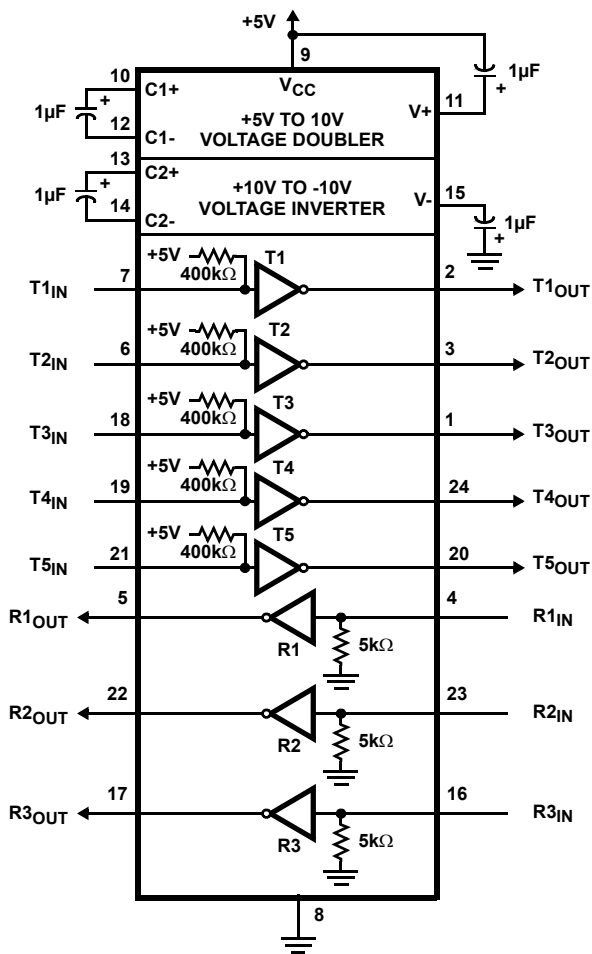 +5V
9
10
C1+
VCC
1µF
+
1µF
+
11
V+
+5V TO 10V
VOLTAGE DOUBLER
12
C1-
13
C2+
1µF
+
+10V TO -10V
VOLTAGE INVERTER
V-
15
14
C2-
1µF
+
+5V
400kΩ
T1
T1IN
7
2
T1OUT
+5V
400kΩ
T2
T2IN
6
3
T2OUT
+5V
400kΩ
T3
T3IN
18
1
T3OUT
+5V
400kΩ
T4
T4IN
19
24
T4OUT
+5V
400kΩ
T5
T5IN
21
20
T5OUT
R1OUT
5
4
R1IN
R1
5kΩ
R2OUT
22
23
R2IN
R2
5kΩ
R3OUT
17
16
R3IN
R3
5kΩ
8